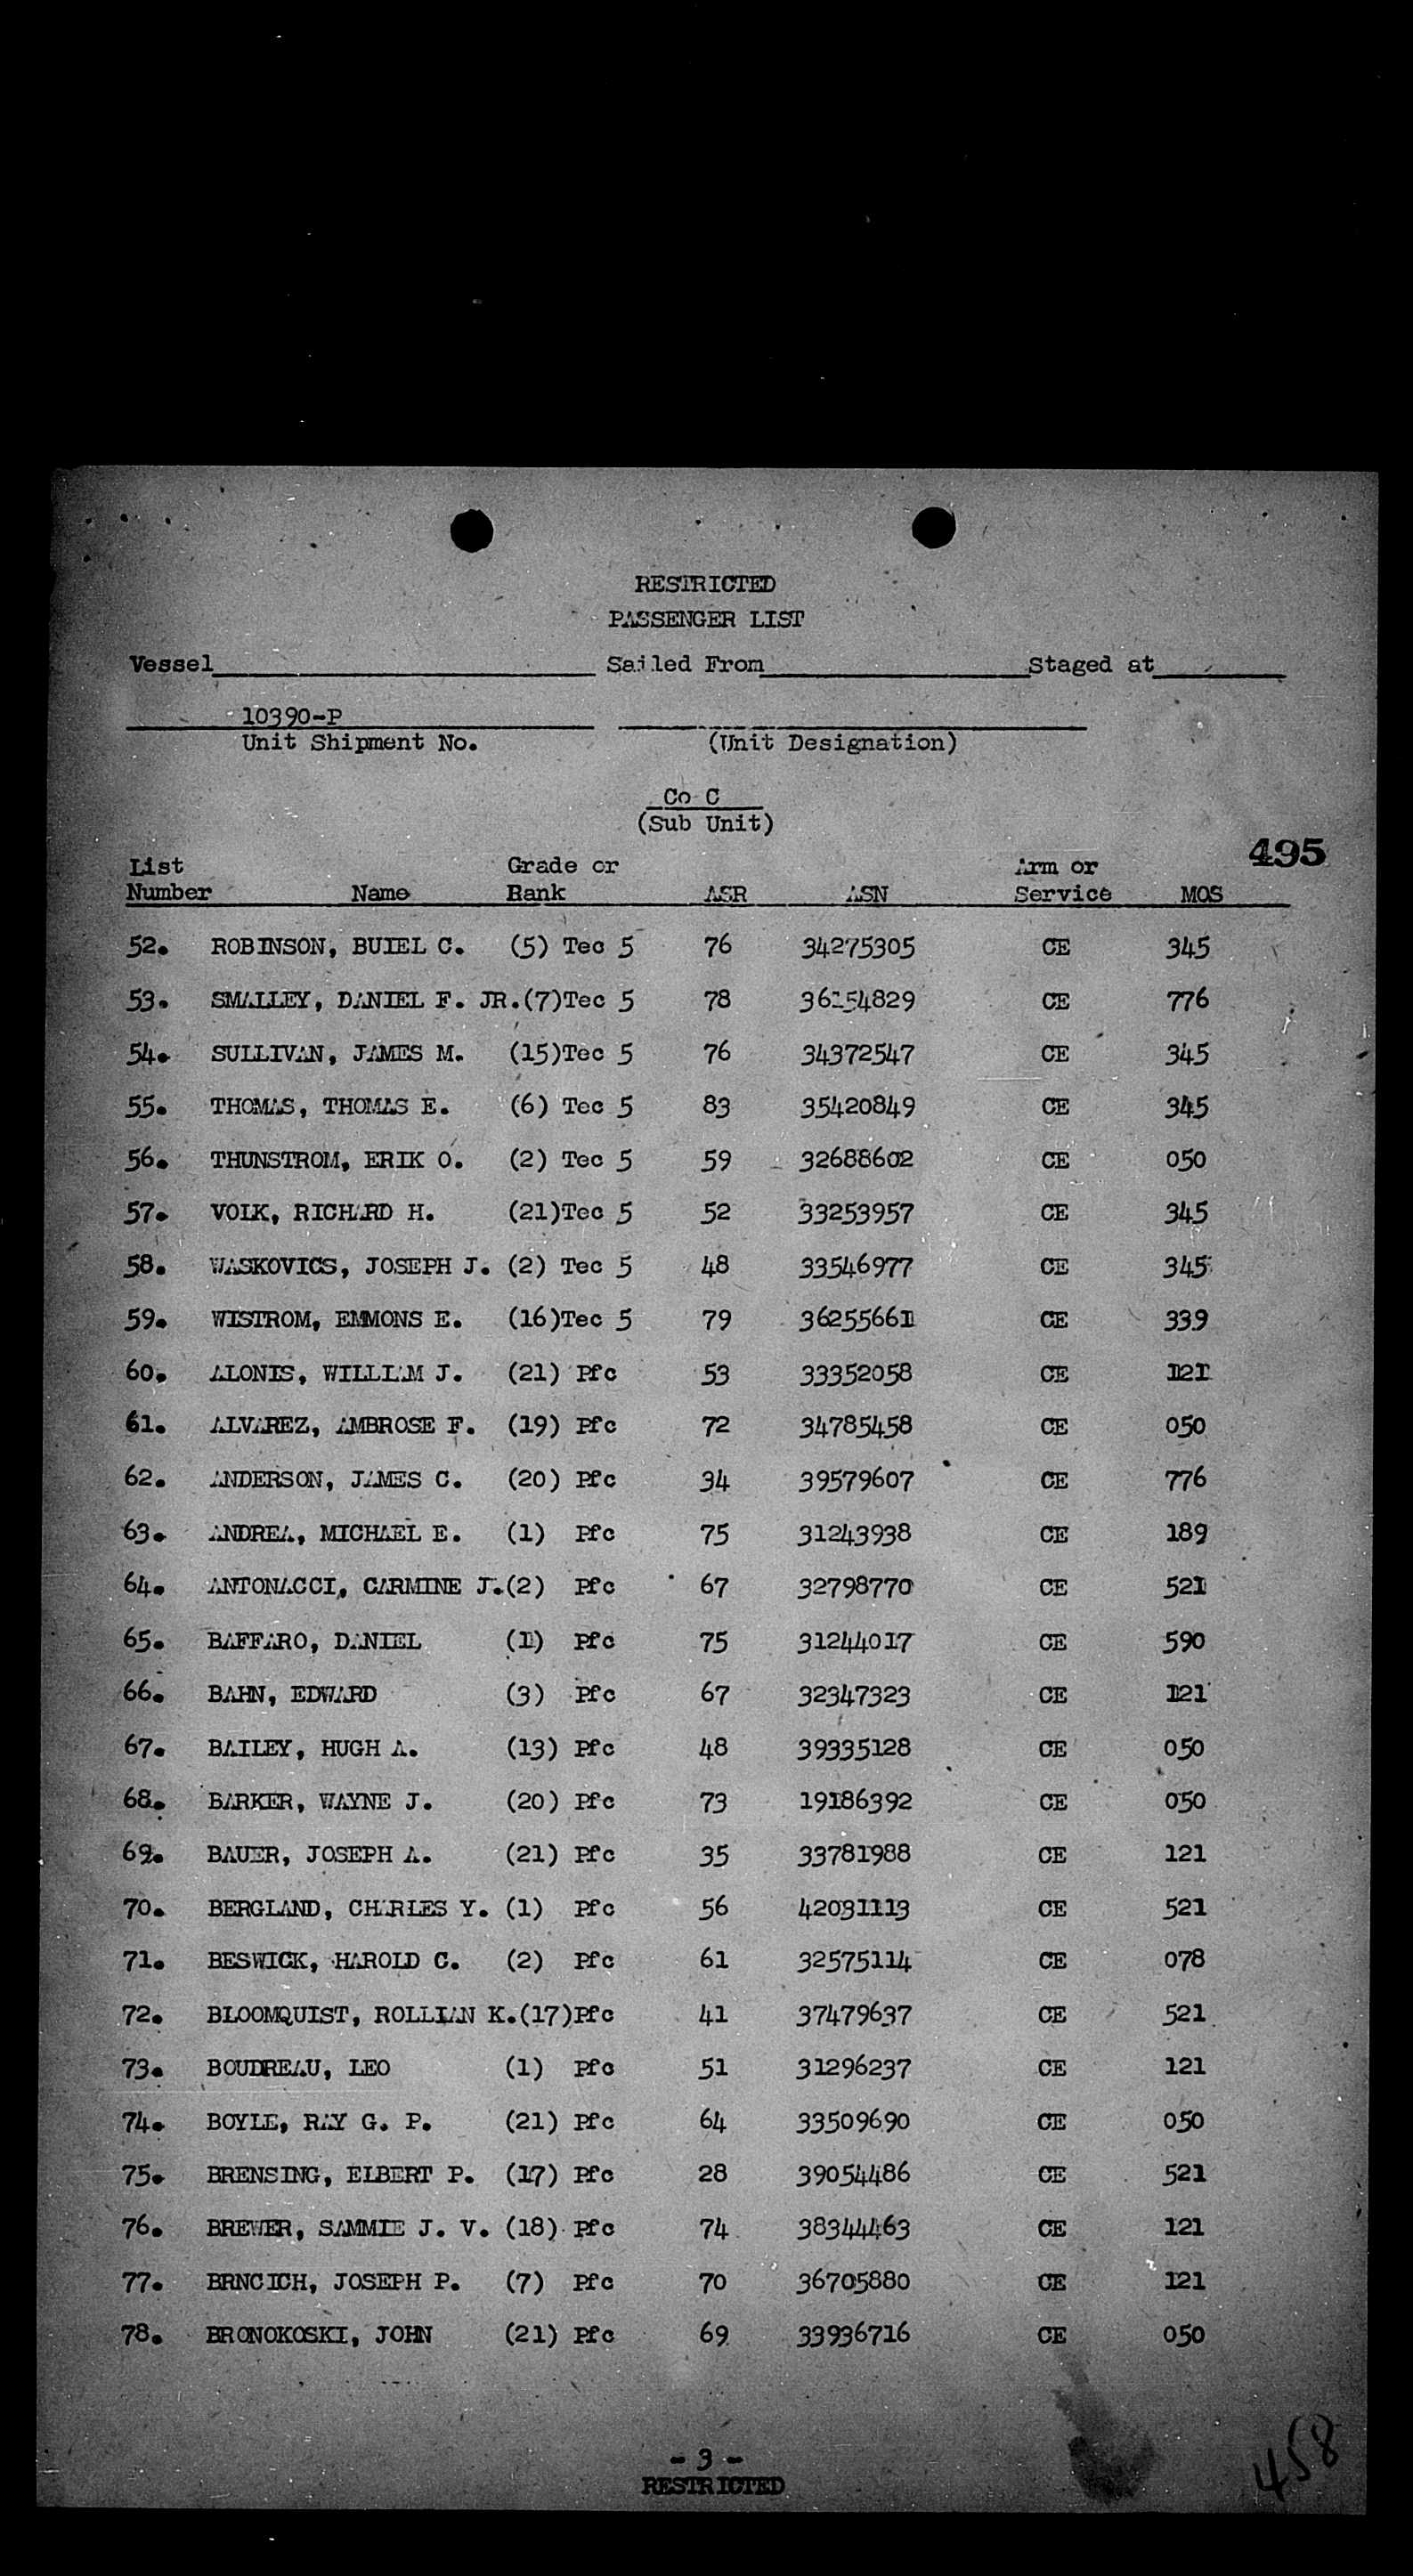 RESTRICTED
PASSENGER LIST
Vessel Sailed From Staged at
10390-P
Unit Shipment No. (Unit Designation)
Co C
(Sub Unit)
495
List Number Name Grade or Rank ASR ASN Arm or Service MOS
52. ROBINSON, BUIEL C. (5) Tec 5 76 34275305 CE 345
53. SMALLEY, DANIEL F. JR.(7)Tec 5 78 36154829 CE 776
54. SULLIVAN, JAMES M. (15)Tec 5 76 34372547 CE 345
55. THOMAS, THOMAS E. (6) Tec 5 83 35420849 CE 345
56. THUNSTROM, ERIK O. (2) Tec 5 59 32688602 CE 050
57. VOLK, RICHARD H. (21)Tec 5 52 33253957 CE 345
58. WASKOVICS, JOSEPH J. (2) Tec 5 48 33546977 CE 345
59. WISTROM, EMMONS E. (16)Tec 5 79 36255661 CE 339
60. ALONIS, WILLIAM J. (21) Pfc 53 33352058 CE 121
61. ALVAREZ, AMBROSE F. (19) Pfc 72 34785458 CE 050
62. ANDERSON, JAMES C. (20) Pfc 34 39579607 CE 776
63. ANDREA, MICHAEL E. (1) Pfc 75 31243938 CE 189
64. ANTONACCI, CARMINE J.(2) Pfc 67 32798770 CE 521
65. BAFFARO, DANIEL (1) Pfc 75 31244017 CE 590
66. BAHN, EDWARD (3) Pfc 67 32347323 CE 121
67. BAILEY, HUGH A. (13) Pfc 48 39335128 CE 050
68. BARKER, WAYNE J. (20) Pfc 73 19186392 CE 050
69. BAUER, JOSEPH A. (21) Pfc 35 33781988 CE 121
70. BERGLAND, CHARLES Y. (1) Pfc 56 42031113 CE 521
71. BESWICK, HAROLD C. (2) Pfc 61 32575114 CE 078
72. BLOOMQUIST, ROLLIAN K.(17)Pfc 41 37479637 CE 521
73. BOUDREAU, LEO (1) Pfc 51 31296237 CE 121
74. BOYLE, RAY G. P. (21) Pfc 64 33509690 CE 050
75. BRENSING, ELBERT P. (17) Pfc 28 39054486 CE 521
76. BREWER, SAMMIE J. V. (18) Pfc 74 38344463 CE 121
77. BRNCICH, JOSEPH P. (7) Pfc 70 36705880 CE 121
78. BRONOKOSKI, JOHN (21) Pfc 69 33936716 CE 050
- 3 -
RESTRICTED
458